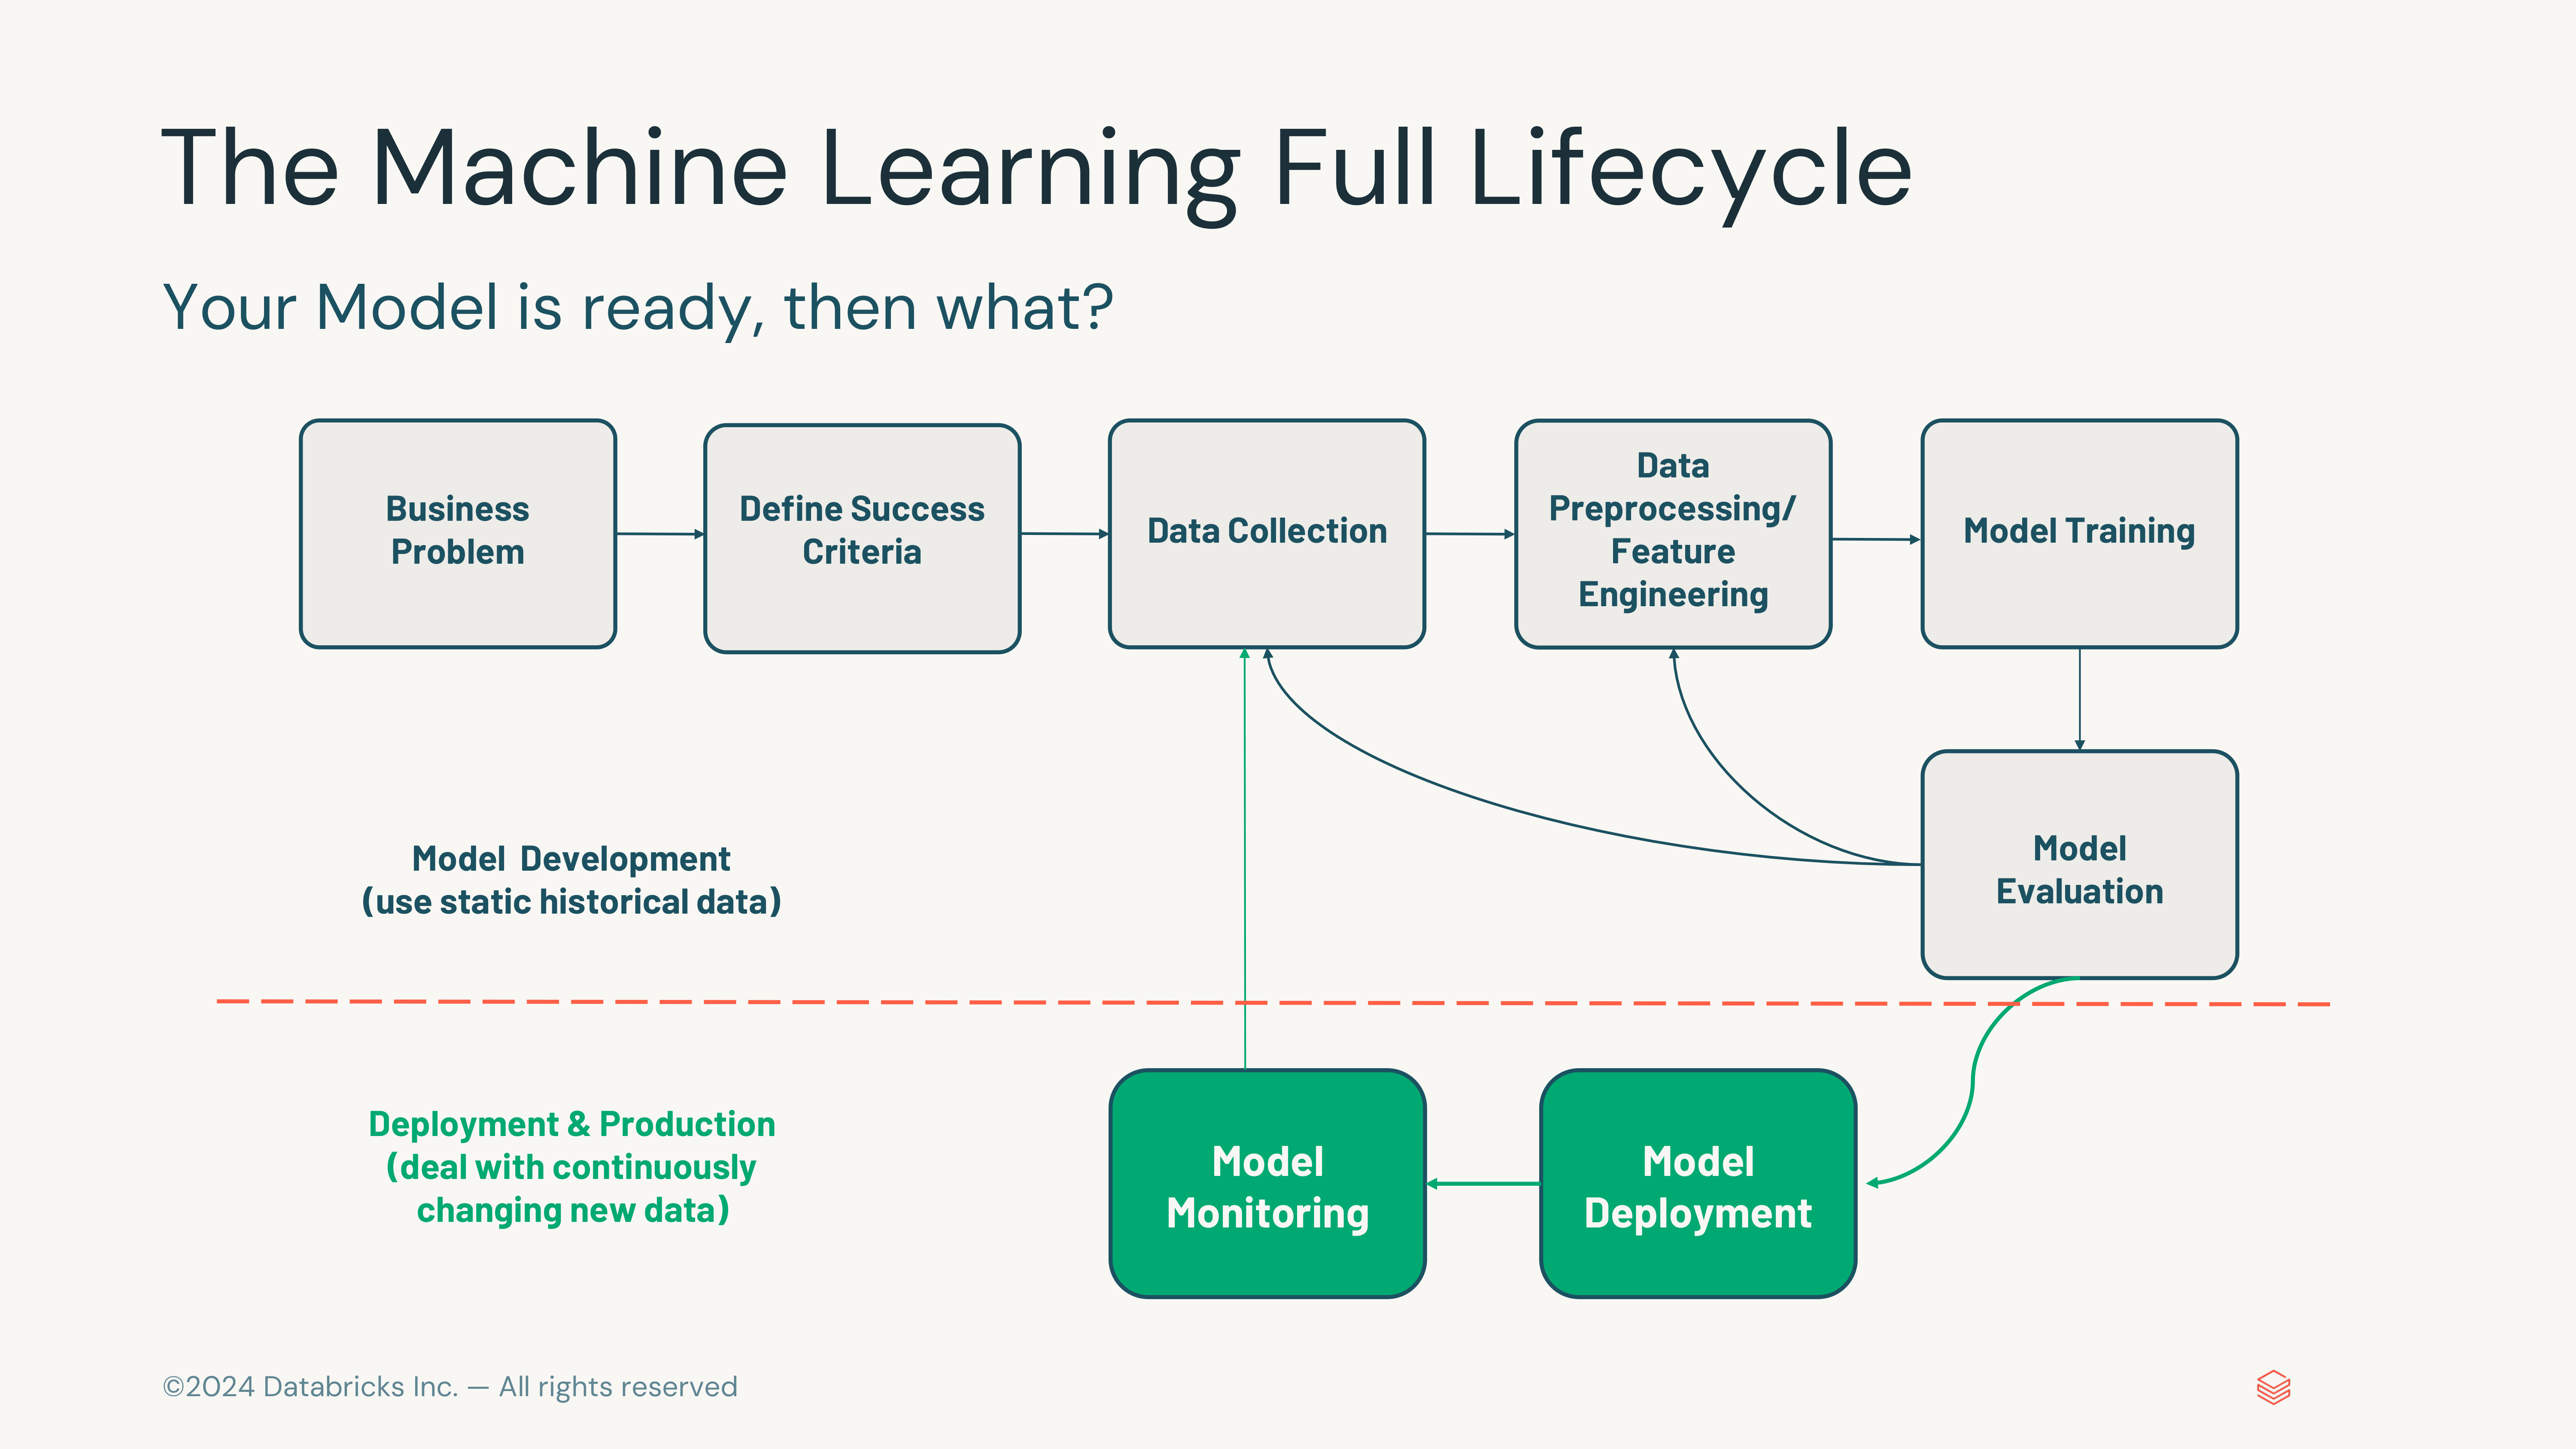 The Machine Learning Full Lifecycle
Your Model is ready, then what?
Business
Problem
Define Success
Criteria
Data Collection
Data
Preprocessing/
Feature
Engineering
Model Training
Model
Evaluation
Model  Development
(use static historical data)
Deployment & Production
(deal with continuously
changing new data)
Model
Monitoring
Model
Deployment
©2024 Databricks Inc. — All rights reserved